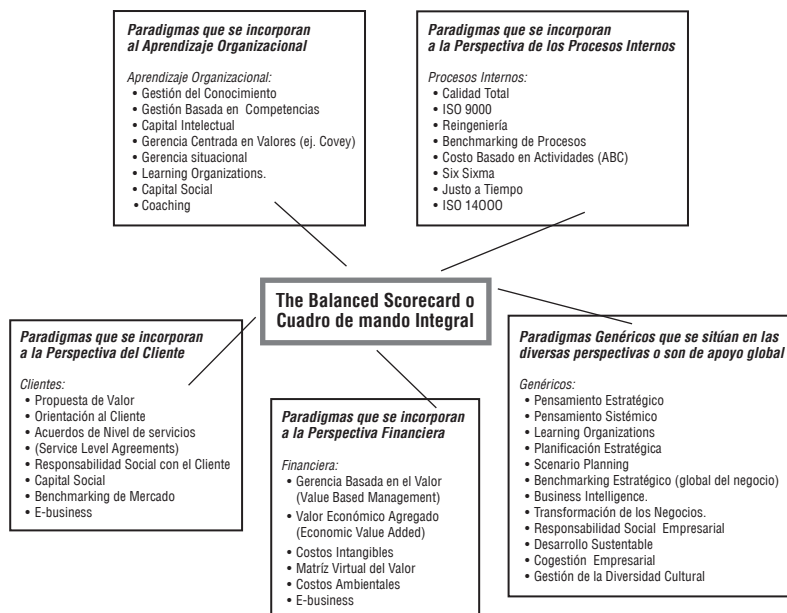 Paradigmas que se incorporan
al Aprendizaje Organizacional
Aprendizaje Organizacional:
• Gestión del Conocimiento
• Gestión Basada en Competencias
• Capital Intelectual
• Gerencia Centrada en Valores (ej. Covey)
• Gerencia situacional
• Learning Organizations.
• Capital Social
• Coaching
Paradigmas que se incorporan
a la Perspectiva de los Procesos Internos
Procesos Internos:
• Calidad Total
• ISO 9000
• Reingeniería
• Benchmarking de Procesos
• Costo Basado en Actividades (ABC)
• Six Sixma
• Justo a Tiempo
• ISO 14000
The Balanced Scorecard o
Cuadro de mando Integral
Paradigmas que se incorporan
a la Perspectiva del Cliente
Clientes:
• Propuesta de Valor
• Orientación al Cliente
• Acuerdos de Nivel de servicios
• (Service Level Agreements)
• Responsabilidad Social con el Cliente
• Capital Social
• Benchmarking de Mercado
• E-business
Paradigmas que se incorporan
a la Perspectiva Financiera
Financiera:
• Gerencia Basada en el Valor
(Value Based Management)
• Valor Económico Agregado
(Economic Value Added)
• Costos Intangibles
• Matríz Virtual del Valor
• Costos Ambientales
• E-business
Paradigmas Genéricos que se sitúan en las
diversas perspectivas o son de apoyo global
Genéricos:
• Pensamiento Estratégico
• Pensamiento Sistémico
• Learning Organizations
• Planificación Estratégica
• Scenario Planning
• Benchmarking Estratégico (global del negocio)
• Business Intelligence.
• Transformación de los Negocios.
• Responsabilidad Social Empresarial
• Desarrollo Sustentable
• Cogestión Empresarial
• Gestión de la Diversidad Cultural